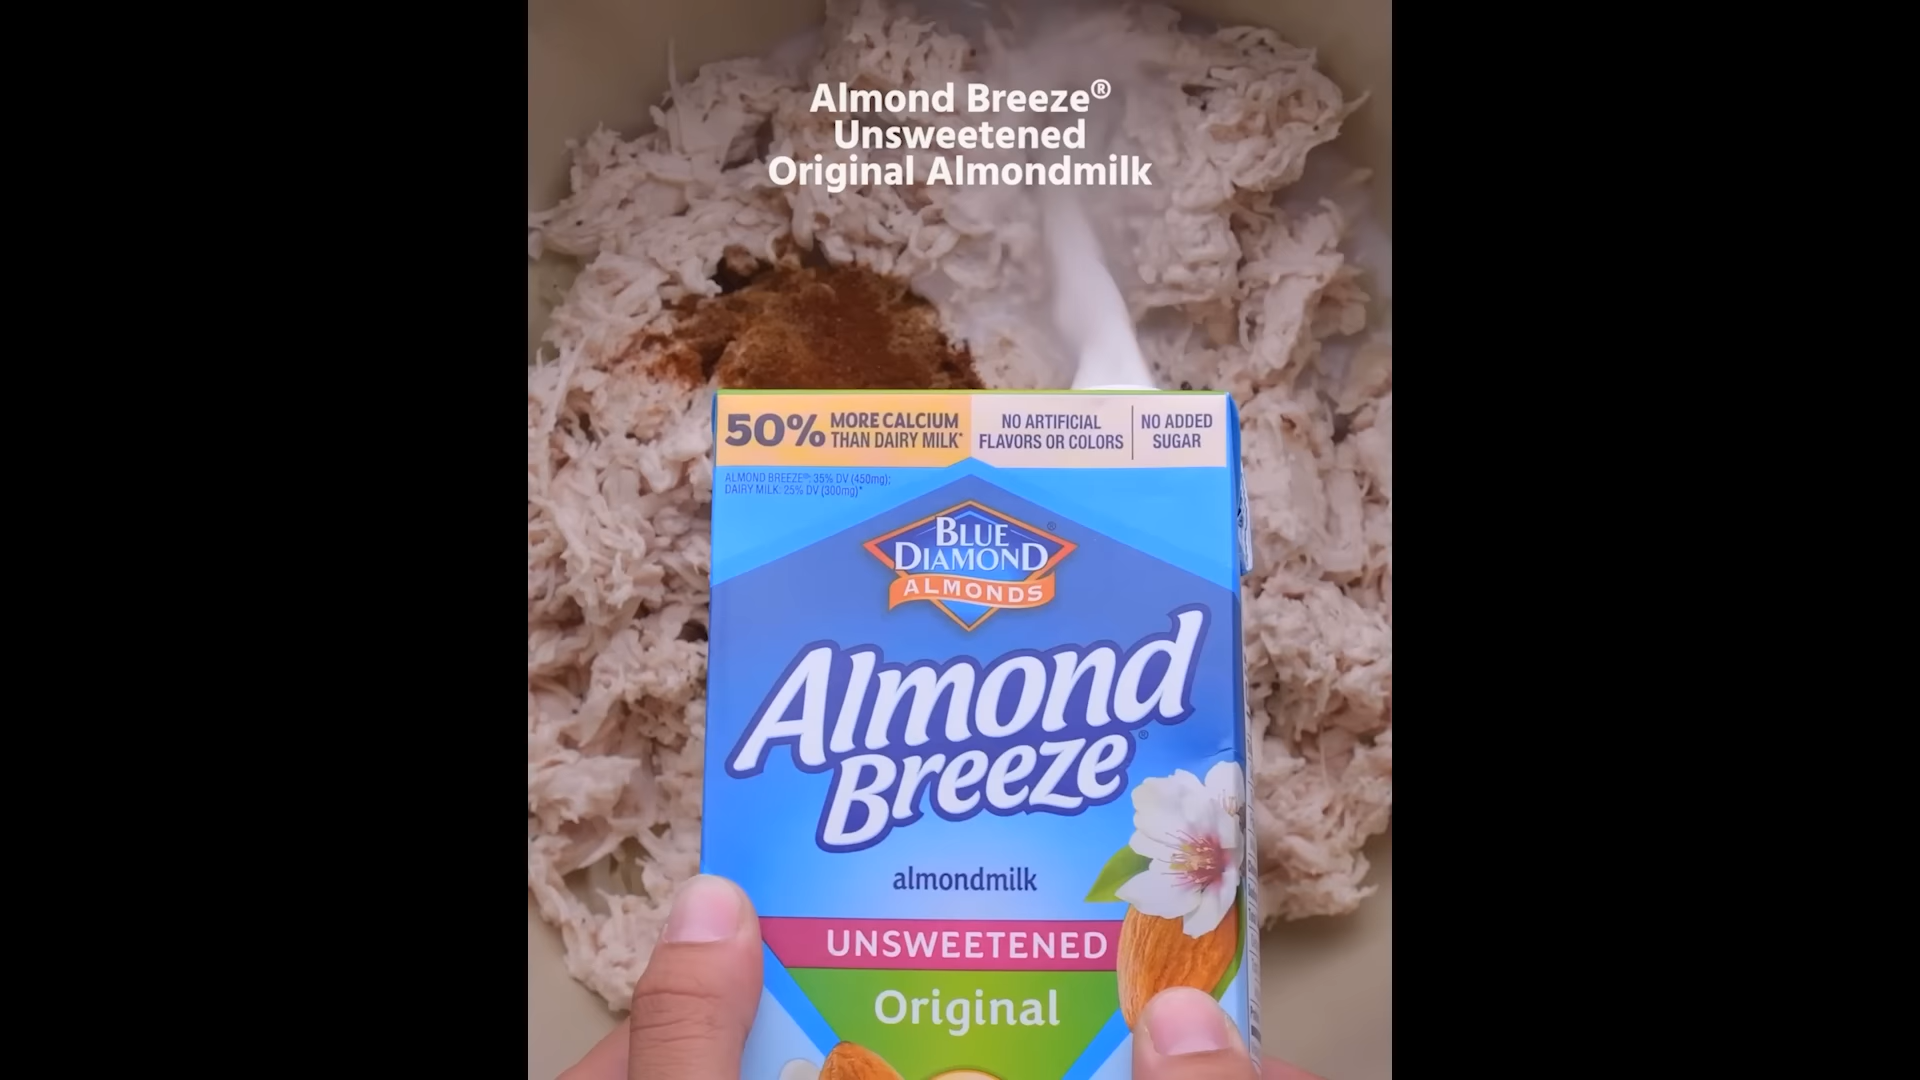 Almond Breeze®
Unsweetened
Original Almondmilk
50% MORE CALCIUM
THAN DAIRY MILK*
NO ARTIFICIAL
FLAVORS OR COLORS
NO ADDED
SUGAR
ALMOND BREEZE®: 35% DV (450mg);
DAIRY MILK: 25% DV (300mg)*
BLUE
DIAMOND®
ALMONDS
Almond
Breeze®
almondmilk
UNSWEETENED
Original